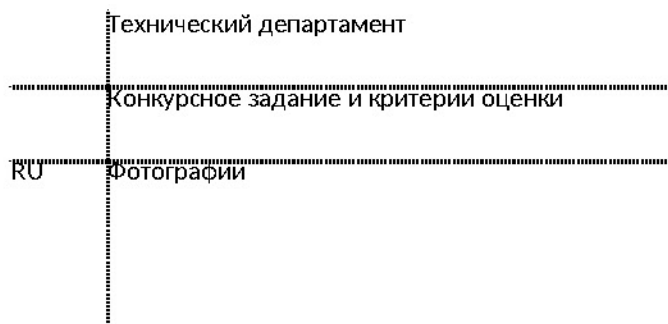 Технический департамент
Конкурсное задание и критерии оценки
RU Фотографии